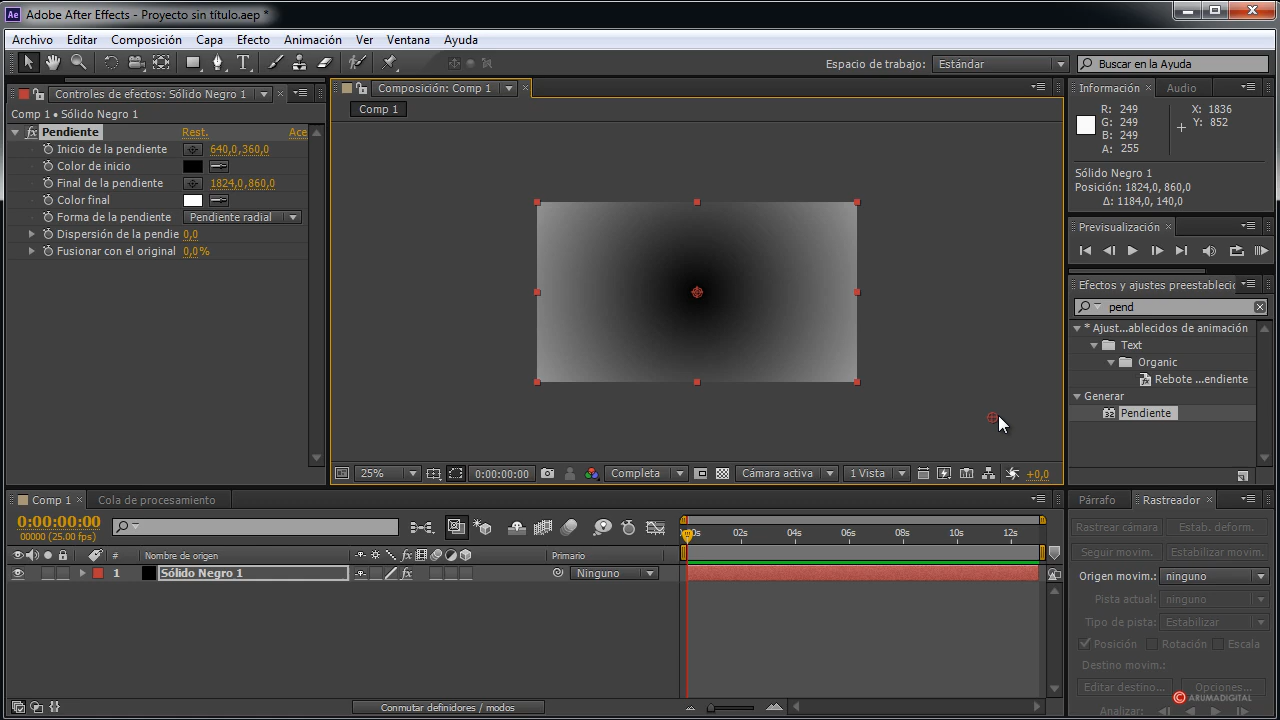 Ae Adobe After Effects - Proyecto sin título.aep *
Archivo Editar Composición Capa Efecto Animación Ver Ventana Ayuda
Espacio de trabajo: Estándar Buscar en la Ayuda
Controles de efectos: Sólido Negro 1
Comp 1 • Sólido Negro 1
fx Pendiente Rest. Ace
Inicio de la pendiente 640,0,360,0
Color de inicio
Final de la pendiente 1824,0,860,0
Color final
Forma de la pendiente Pendiente radial
Dispersión de la pendie 0,0
Fusionar con el original 0,0%
Composición: Comp 1
Comp 1
25% 0:00:00:00 Completa Cámara activa 1 Vista +0,0
Información Audio
R: 249 X: 1836
G: 249 Y: 852
B: 249
A: 255
Sólido Negro 1
Posición: 1824,0, 860,0
Δ: 1184,0, 140,0
Previsualización
Efectos y ajustes preestableci
pend
* Ajust...ablecidos de animación
Text
Organic
Rebote ...endiente
Generar
Pendiente
Comp 1 Cola de procesamiento
0:00:00:00
00000 (25.00 fps)
# Nombre de origen fx Primario
1 Sólido Negro 1 fx Ninguno
02s 04s 06s 08s 10s 12s
Conmutar definidores / modos
Párrafo Rastreador
Rastrear cámara Estab. deform.
Seguir movim. Estabilizar movim.
Origen movim.: ninguno
Pista actual: ninguno
Tipo de pista: Estabilizar
Posición Rotación Escala
Destino movim.:
Editar destino... Opciones...
© ARUMADIGITAL
Analizar: